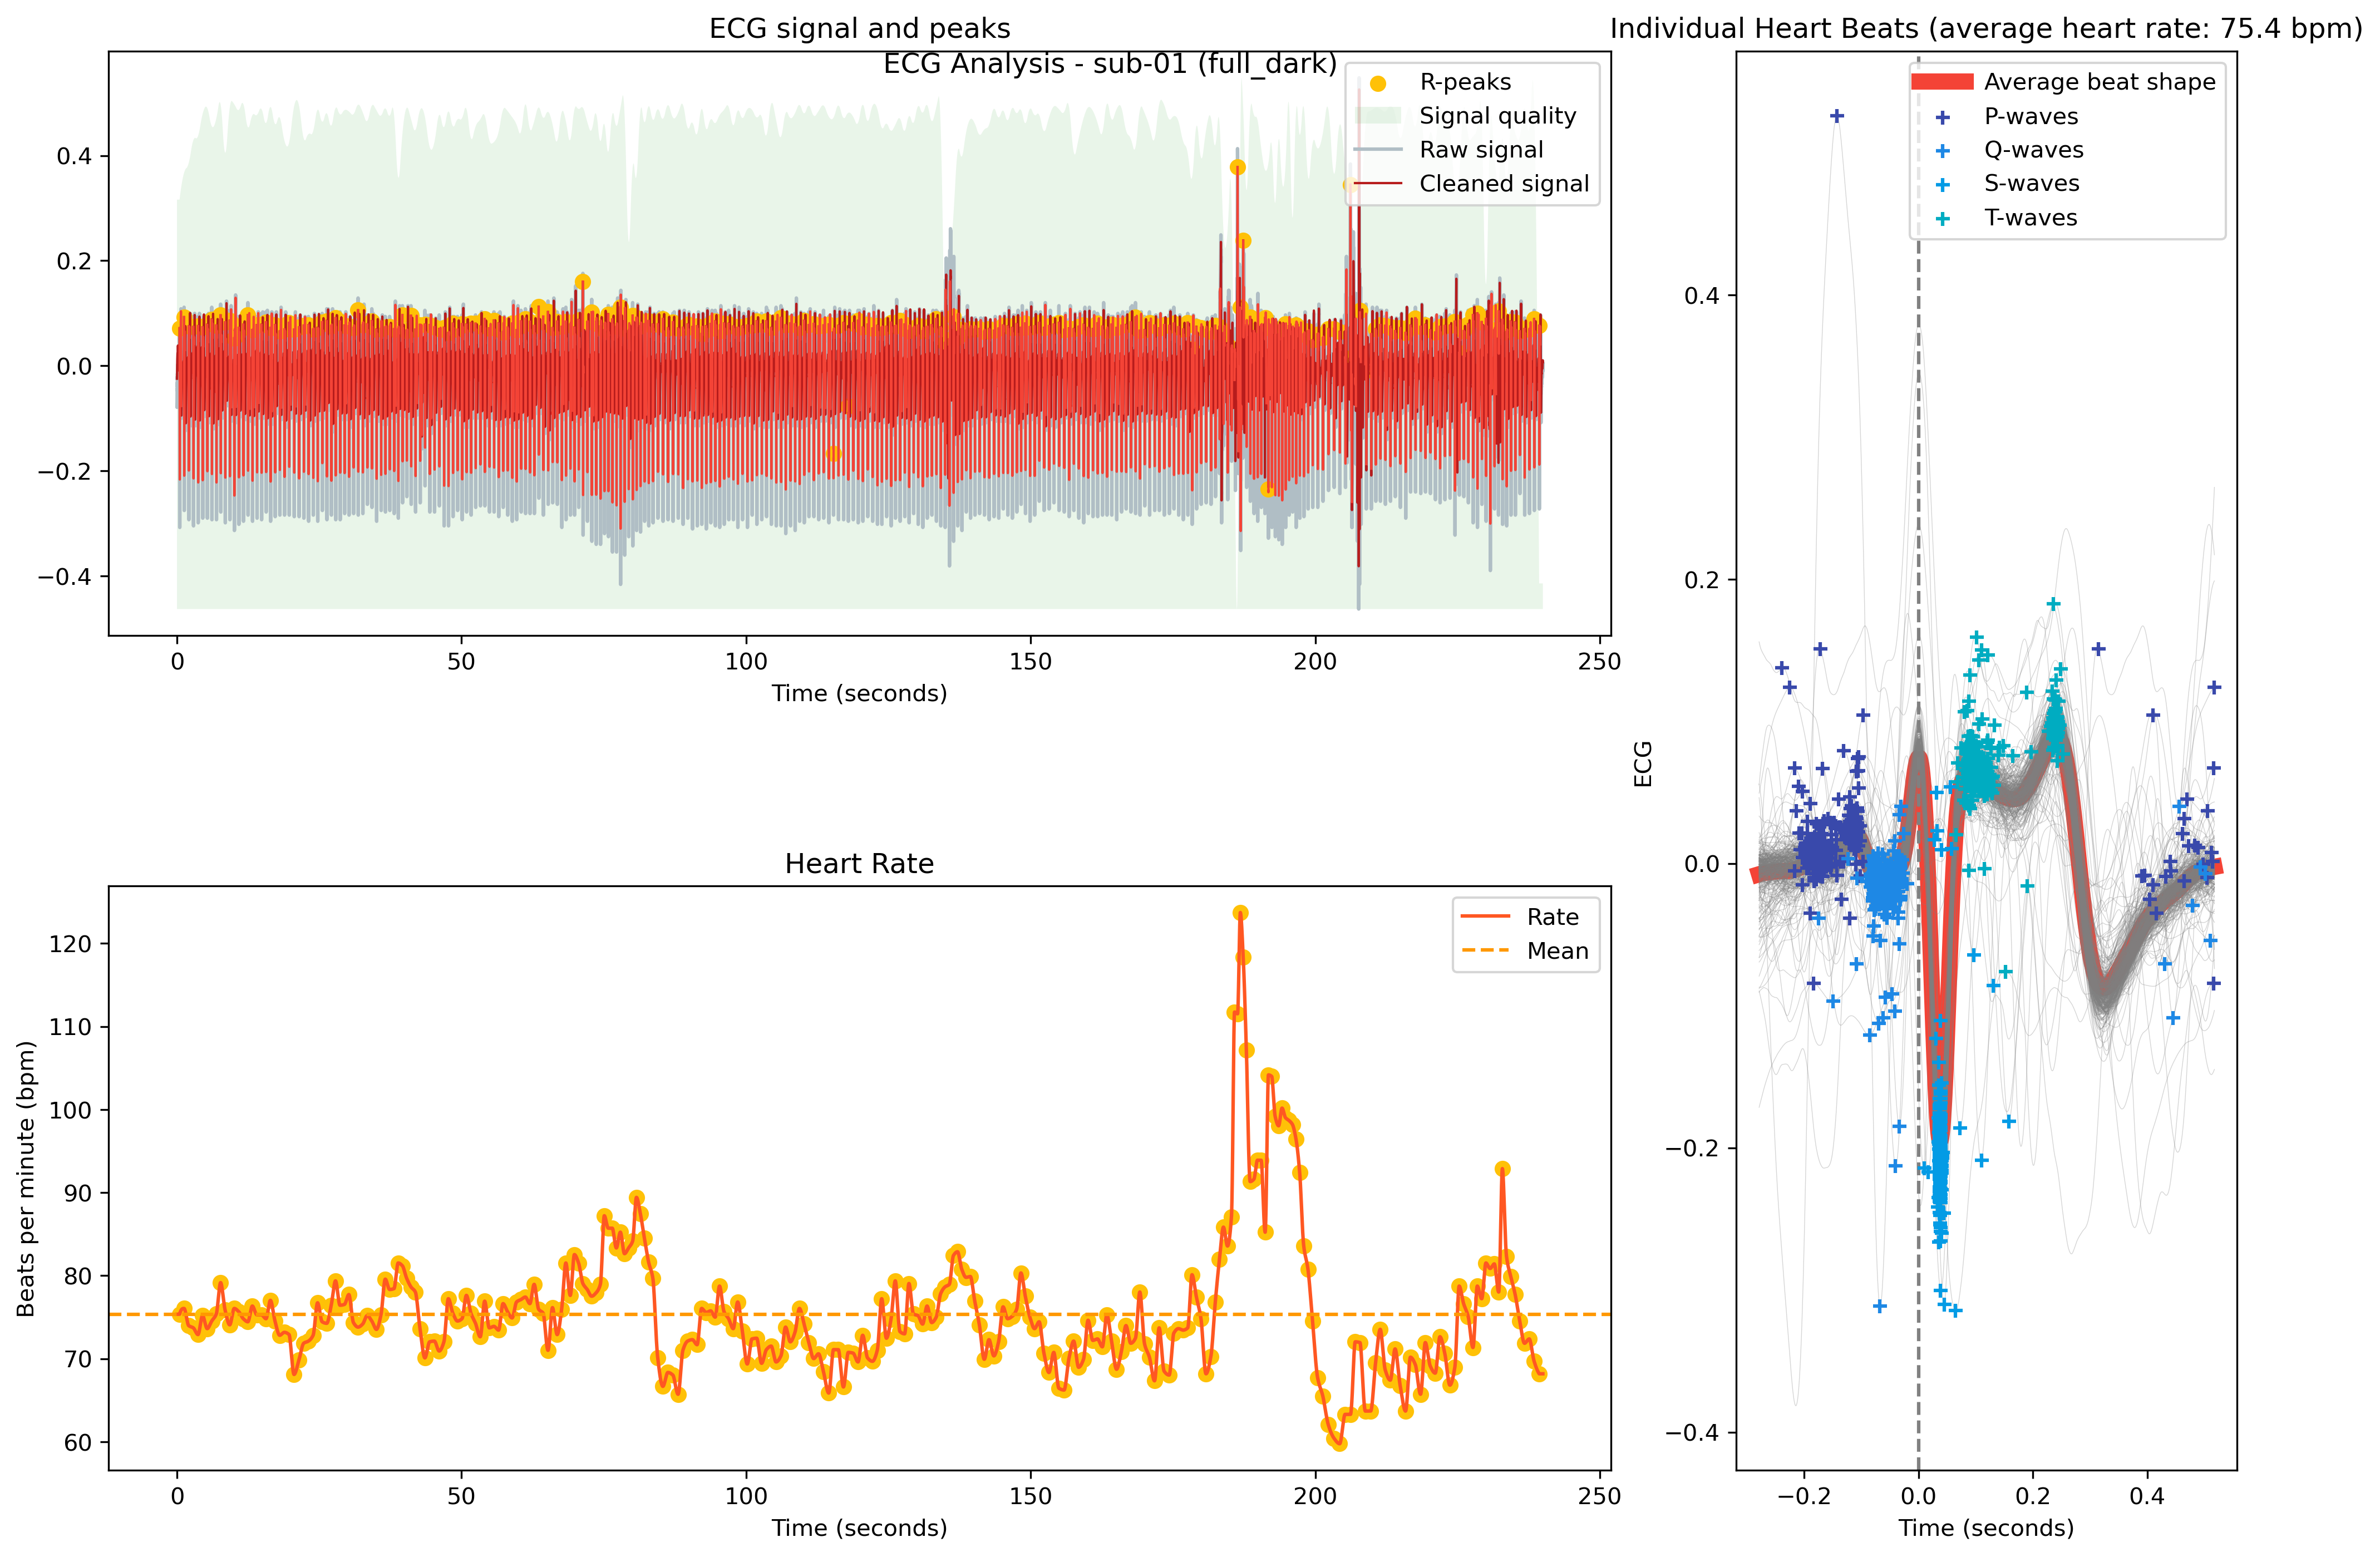 ECG signal and peaks
ECG Analysis - sub-01 (full_dark)
R-peaks
Signal quality
Raw signal
Cleaned signal
0.4
0.2
0.0
−0.2
−0.4
0
50
100
150
200
250
Time (seconds)
Heart Rate
Rate
Mean
Beats per minute (bpm)
120
110
100
90
80
70
60
0
50
100
150
200
250
Time (seconds)
Individual Heart Beats (average heart rate: 75.4 bpm)
Average beat shape
P-waves
Q-waves
S-waves
T-waves
ECG
0.4
0.2
0.0
−0.2
−0.4
−0.2
0.0
0.2
0.4
Time (seconds)